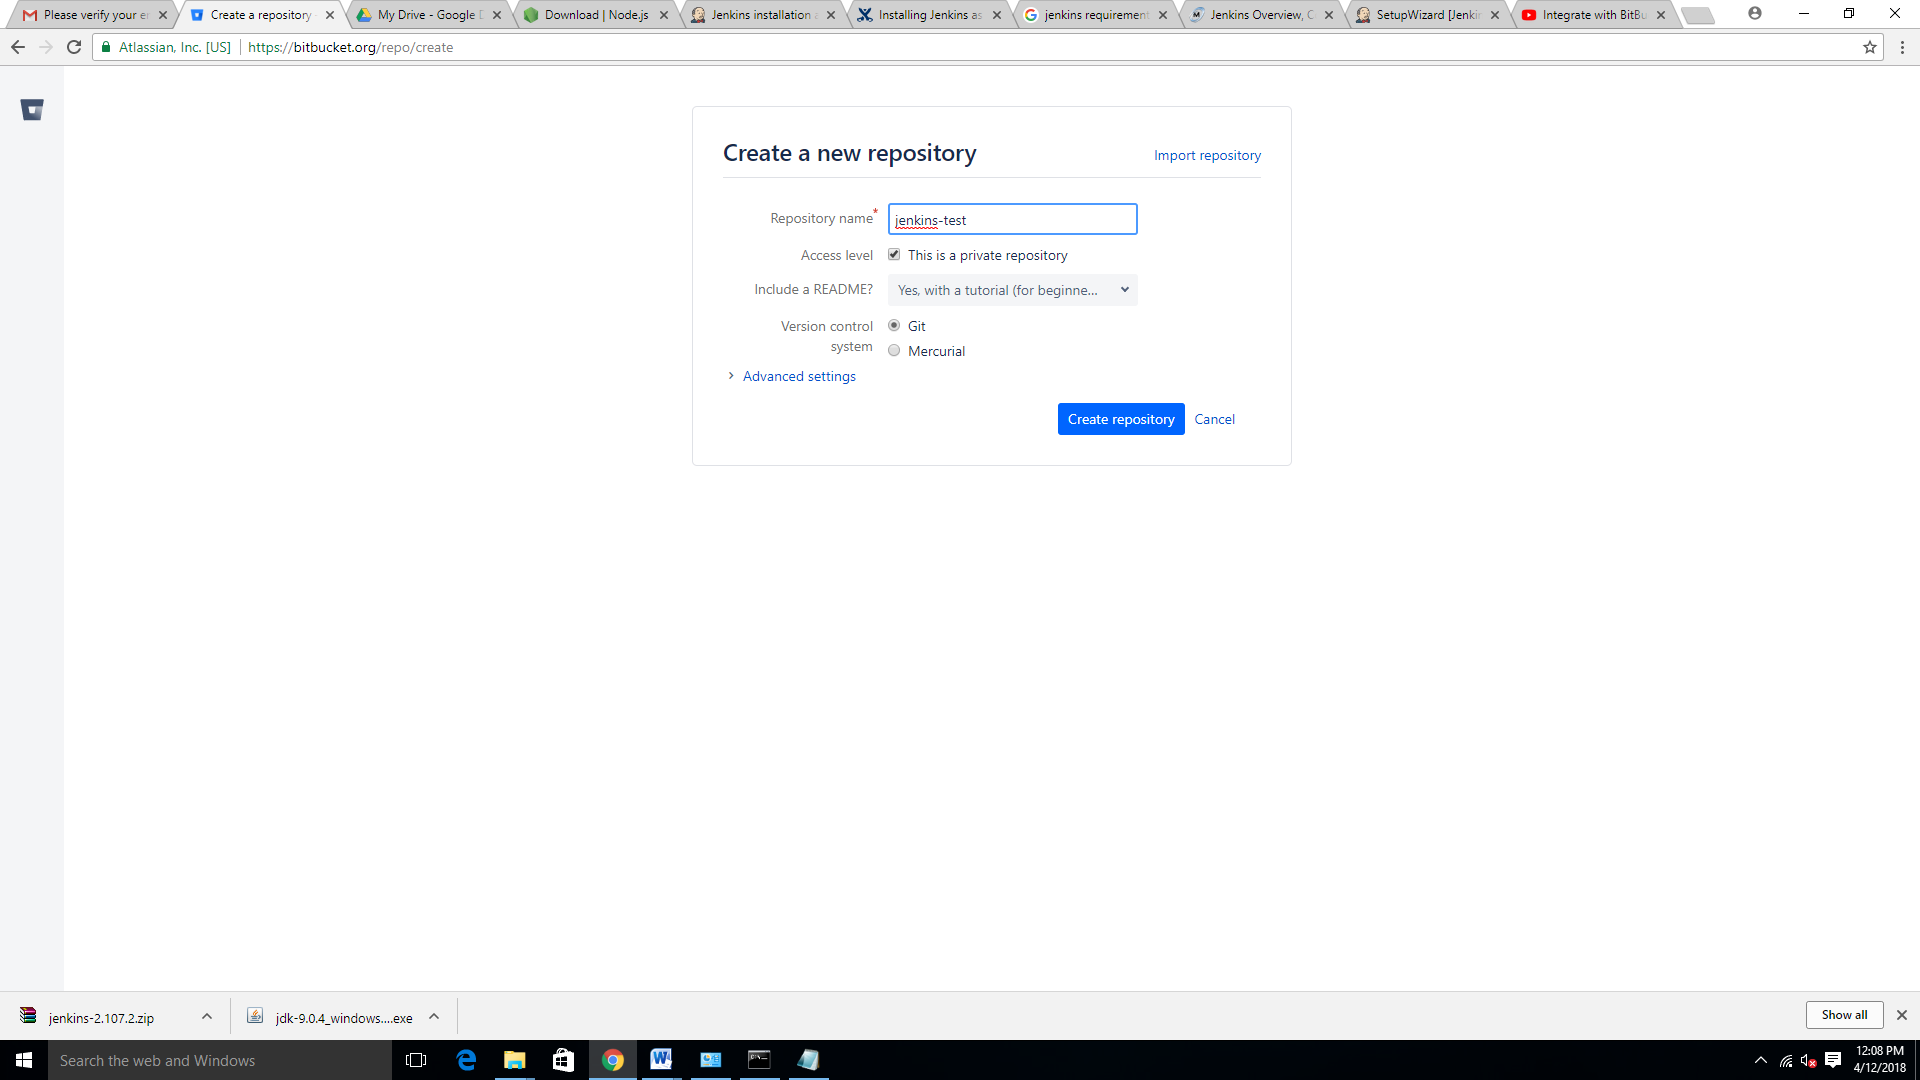 Please verify your er
Create a repository
My Drive - Google D
Download | Node.js
Jenkins installation a
Installing Jenkins as
jenkins requirement
Jenkins Overview, C
SetupWizard [Jenkin
Integrate with BitBu
Atlassian, Inc. [US]
https://bitbucket.org/repo/create
Create a new repository
Import repository
Repository name*
jenkins-test
Access level
This is a private repository
Include a README?
Yes, with a tutorial (for beginne...
Version control system
Git
Mercurial
Advanced settings
Create repository
Cancel
jenkins-2.107.2.zip
jdk-9.0.4_windows....exe
Show all
Search the web and Windows
12:08 PM
4/12/2018